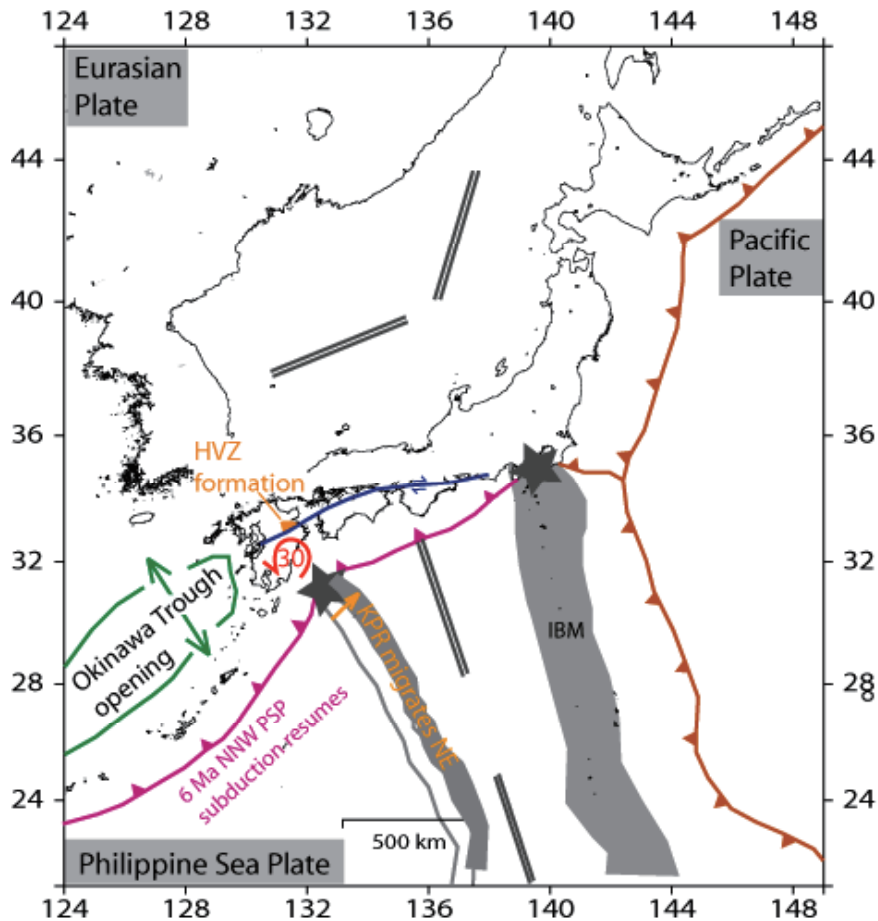 124 128 132 136 140 144 148
Eurasian
Plate
44
44
Pacific
Plate
40
40
36
36
HVZ
formation
32
32
30
Okinawa Trough
opening
KPR migrates NE
IBM
28
28
6 Ma NNW PSP
subduction resumes
24
24
500 km
Philippine Sea Plate
124 128 132 136 140 144 148